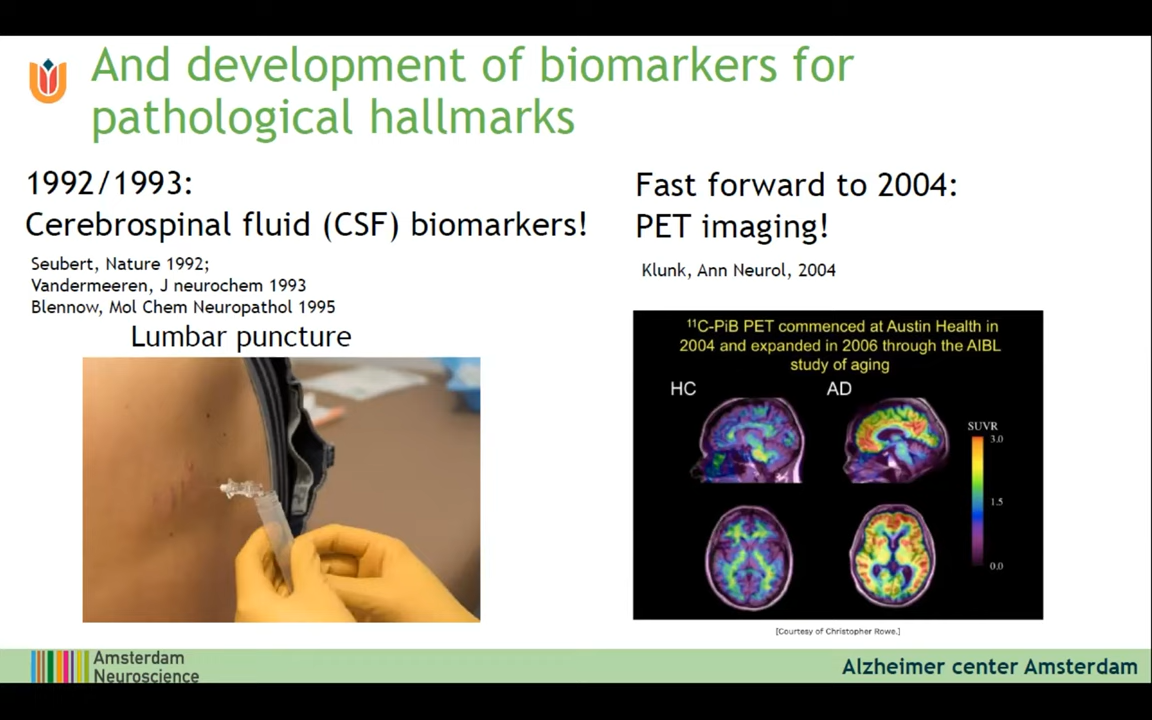 And development of biomarkers for
pathological hallmarks
1992/1993:
Cerebrospinal fluid (CSF) biomarkers!
Seubert, Nature 1992;
Vandermeeren, J neurochem 1993
Blennow, Mol Chem Neuropathol 1995
Lumbar puncture
Fast forward to 2004:
PET imaging!
Klunk, Ann Neurol, 2004
¹¹C-PiB PET commenced at Austin Health in
2004 and expanded in 2006 through the AIBL
study of aging
HC
AD
SUVR
3.0
1.5
0.0
[Courtesy of Christopher Rowe.]
Amsterdam
Neuroscience
Alzheimer center Amsterdam